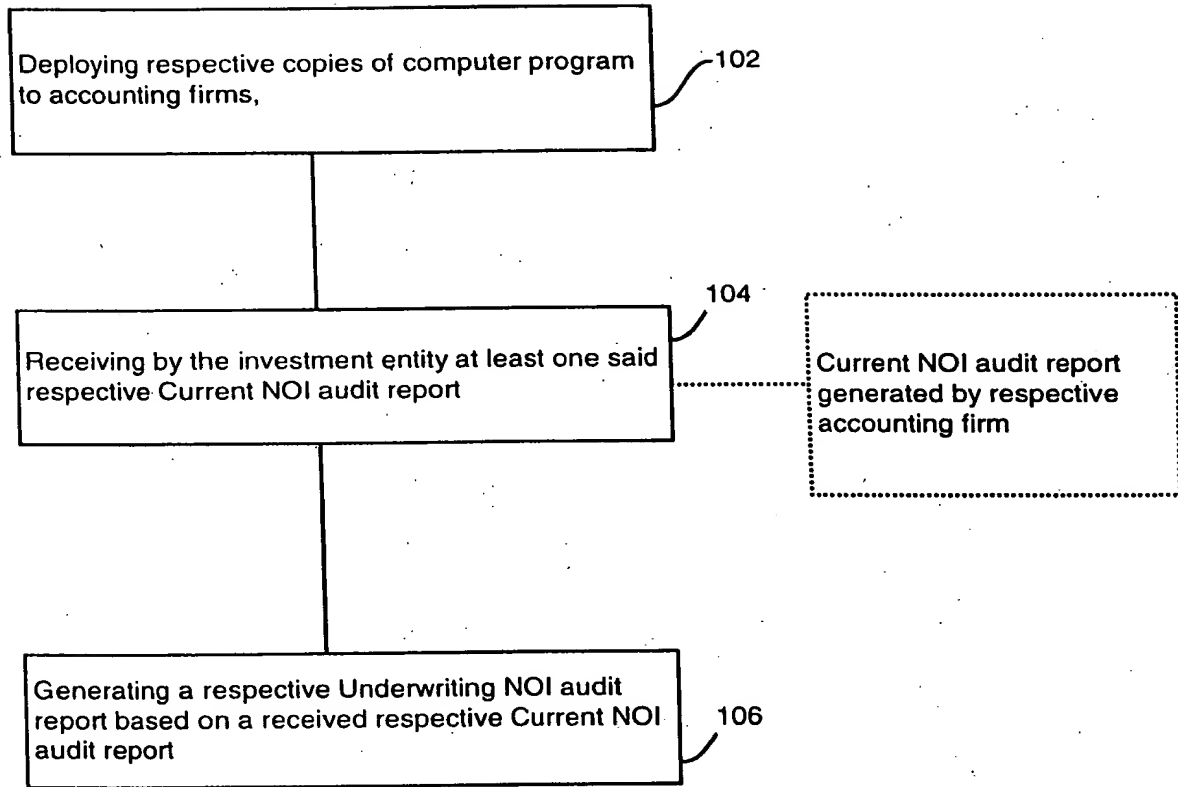 Deploying respective copies of computer program
to accounting firms,
102
104
Receiving by the investment entity at least one said
respective Current NOI audit report
Current NOI audit report
generated by respective
accounting firm
Generating a respective Underwriting NOI audit
report based on a received respective Current NOI
audit report
106